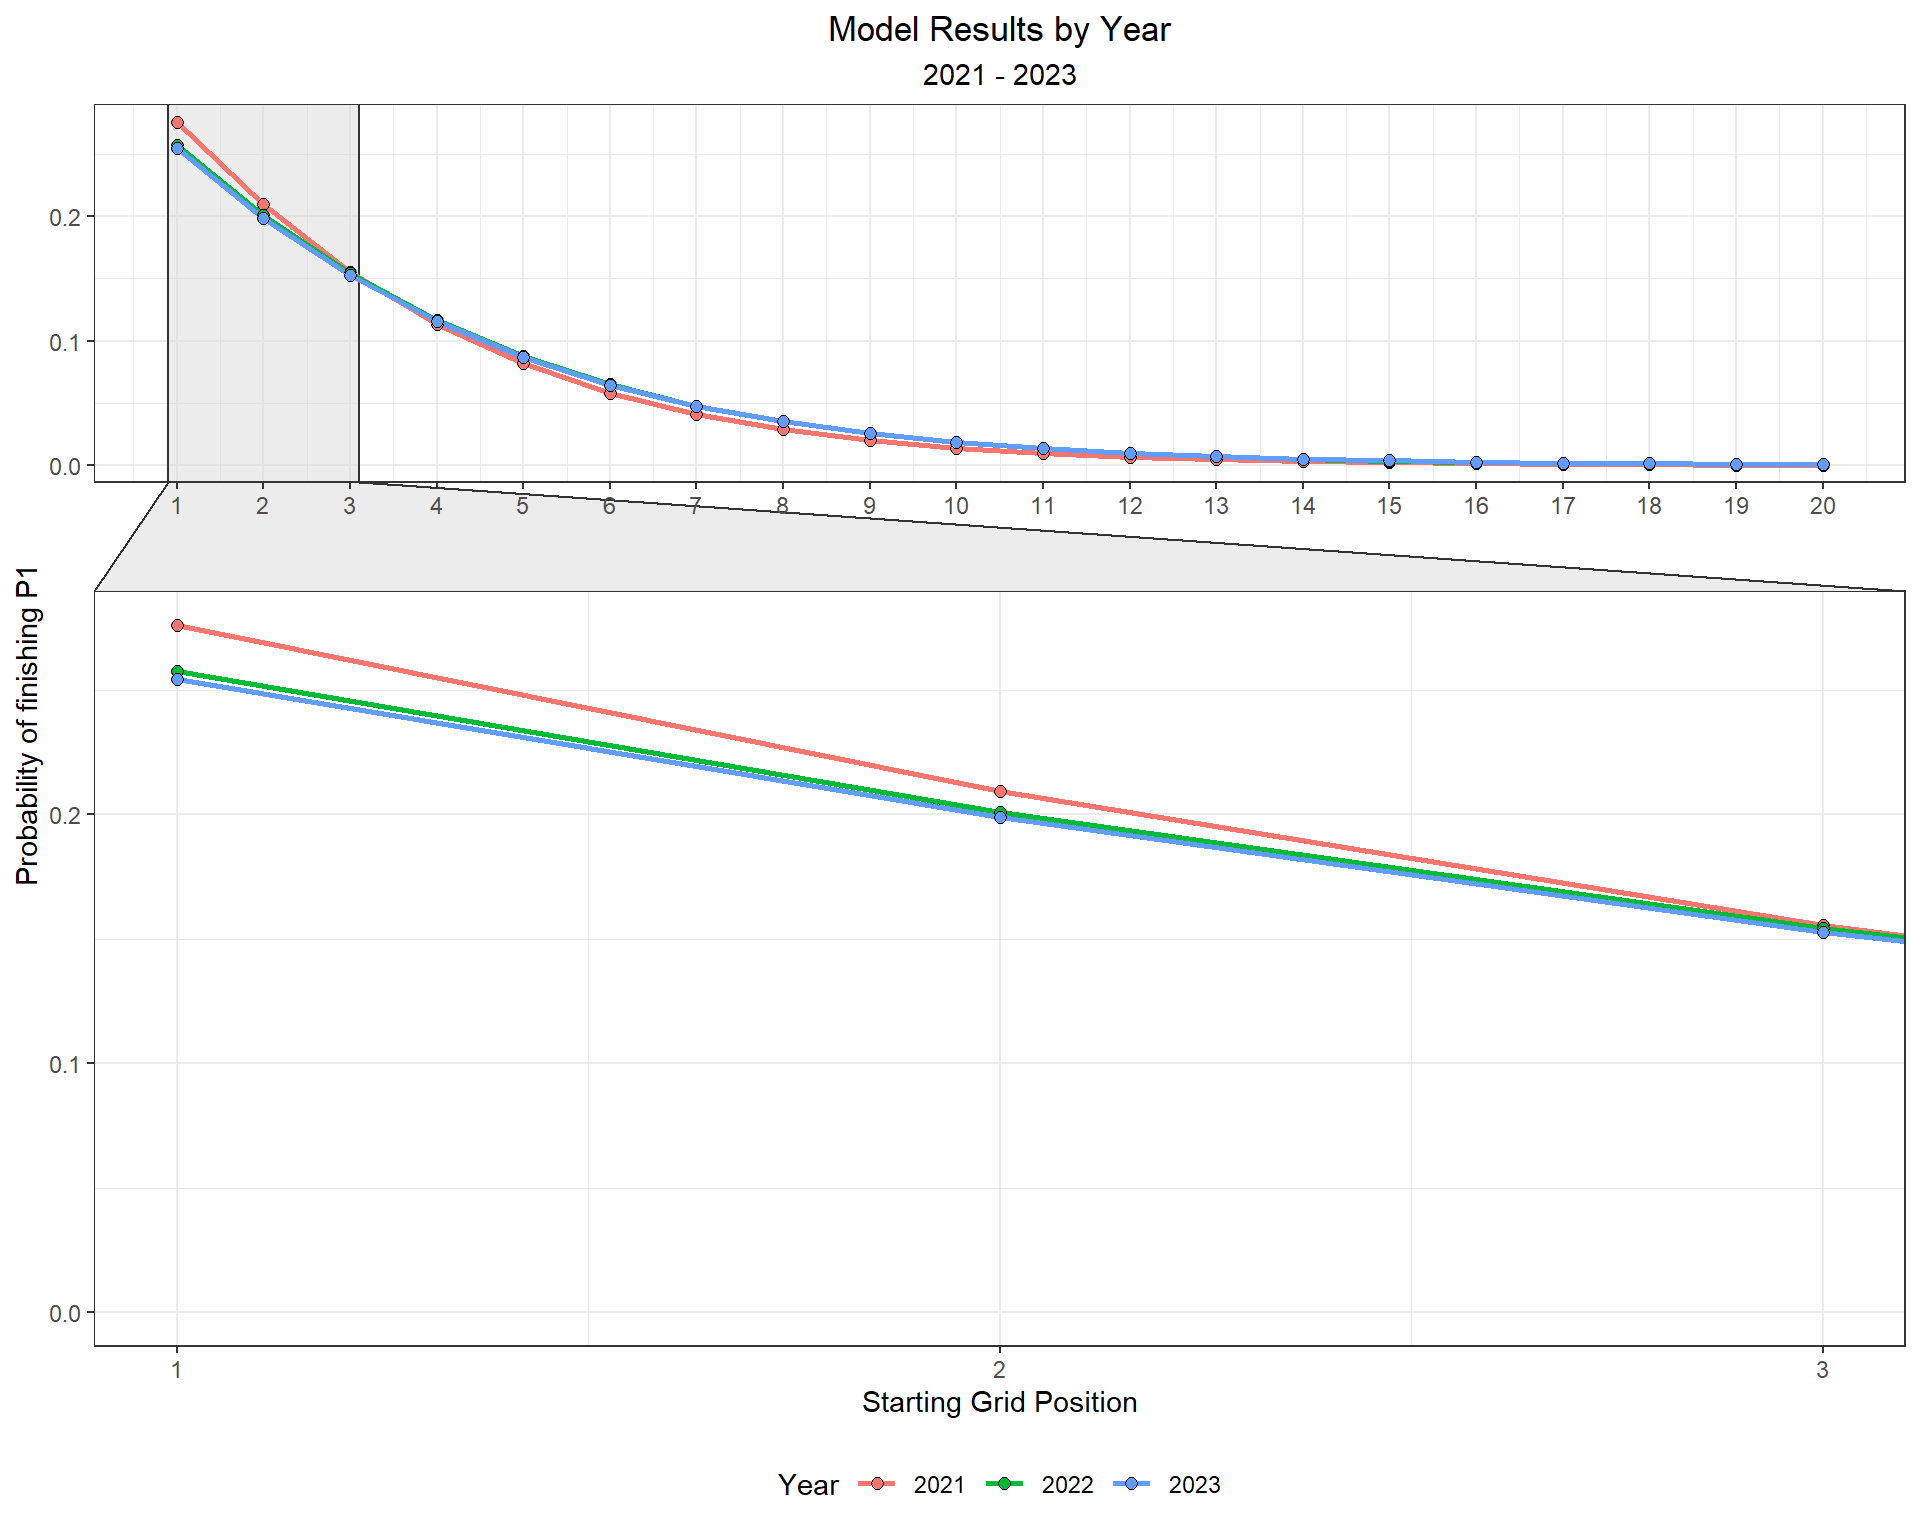 Model Results by Year
2021 - 2023
0.2
0.1
0.0
1 2 3 4 5 6 7 8 9 10 11 12 13 14 15 16 17 18 19 20
Probability of finishing P1
0.2
0.1
0.0
1 2 3
Starting Grid Position
Year 2021 2022 2023